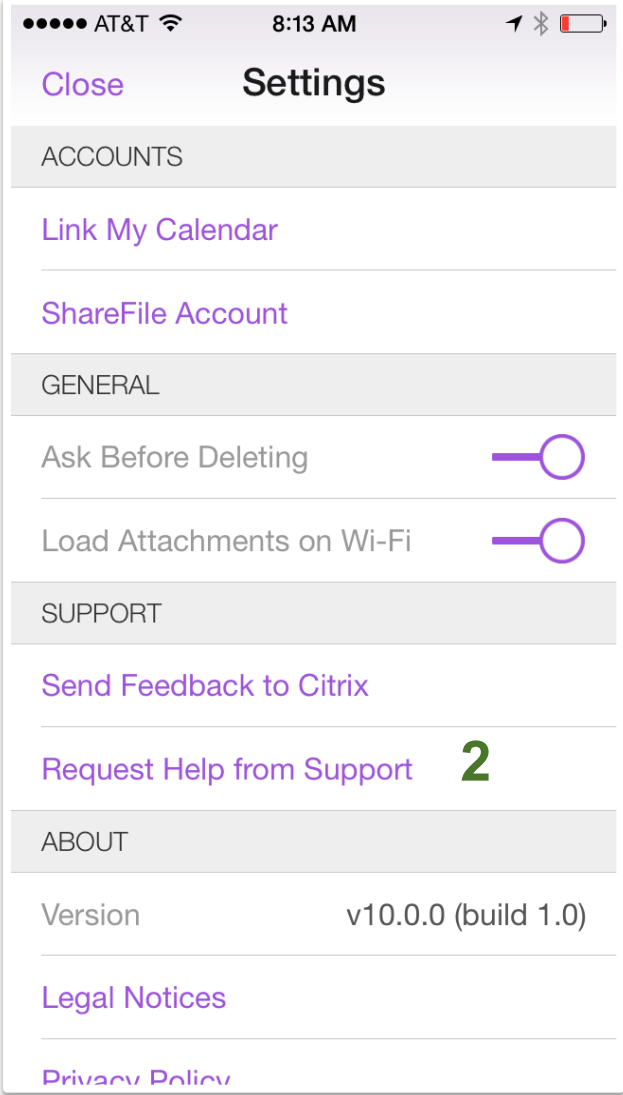 AT&T 8:13 AM
Close Settings
ACCOUNTS
Link My Calendar
ShareFile Account
GENERAL
Ask Before Deleting
Load Attachments on Wi-Fi
SUPPORT
Send Feedback to Citrix
Request Help from Support 2
ABOUT
Version v10.0.0 (build 1.0)
Legal Notices
Privacy Policy